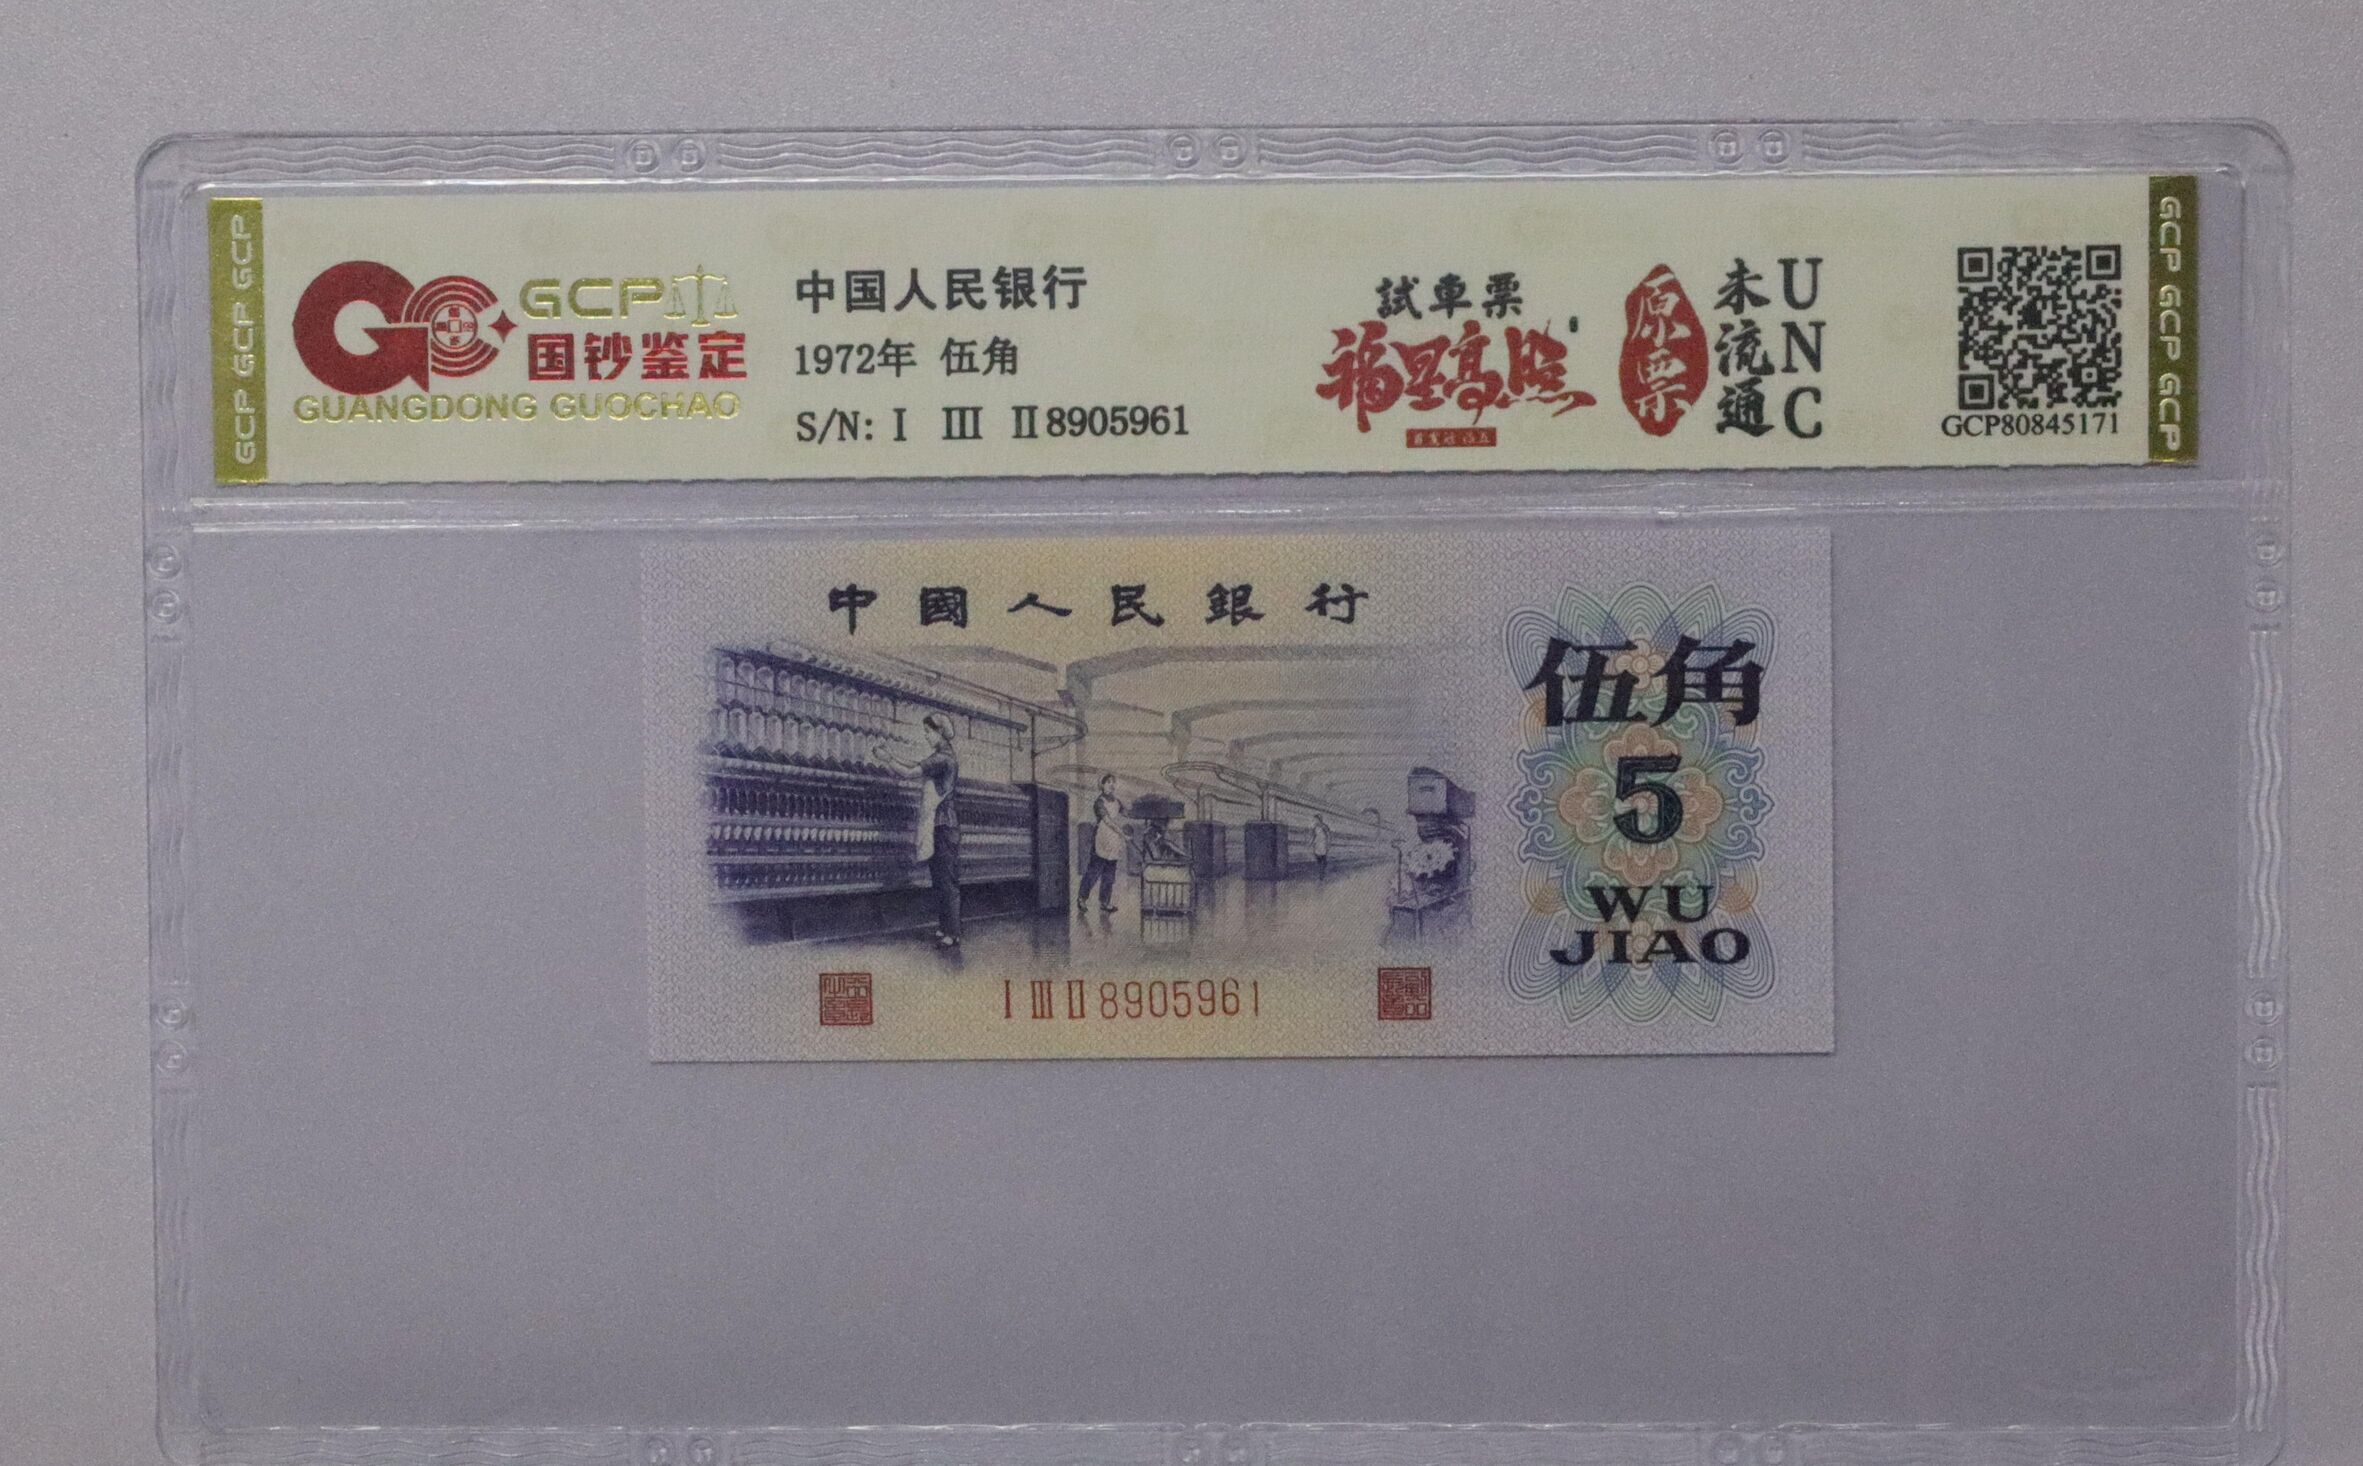 GCP GCP GCP
GCP
国钞鉴定
GUANGDONG GUOCHAO
中国人民银行
1972年 伍角
S/N: I III II 8905961
試車票
福星高照
原票
未流通
UNC
GCP80845171
GCP GCP GCP
中國人民銀行
伍角
5
WU
JIAO
I III II 8905961